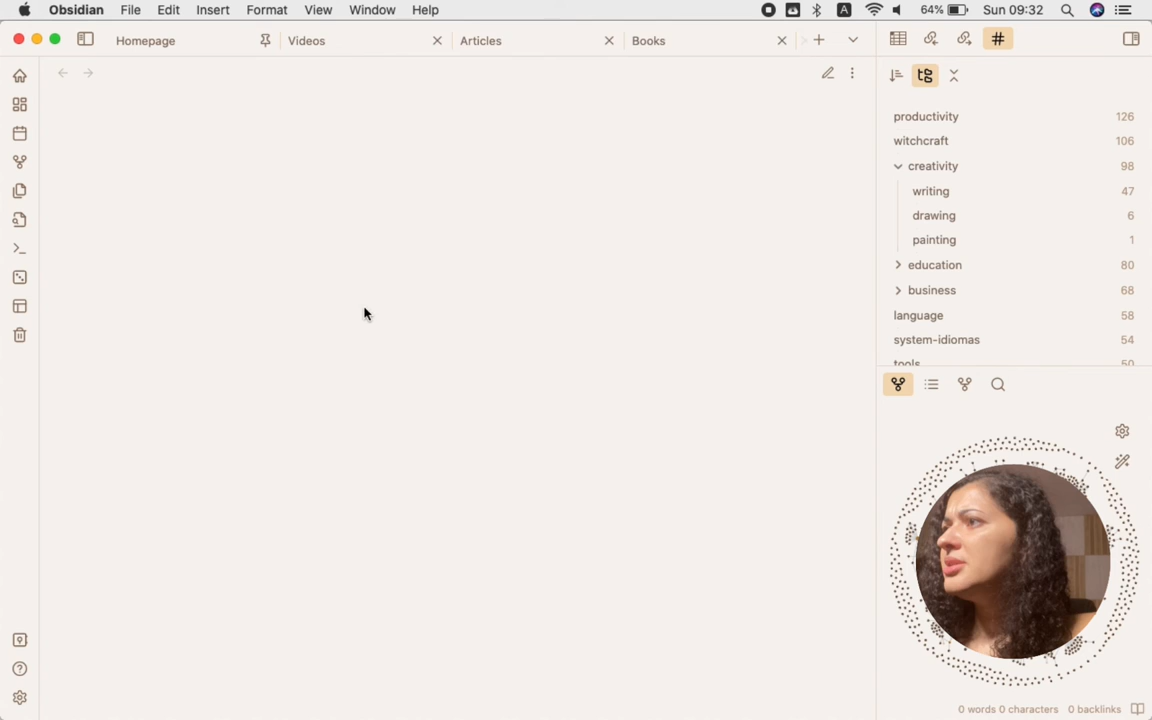 Obsidian File Edit Insert Format View Window Help A 64% Sun 09:32
Homepage Videos Articles Books
productivity 126
witchcraft 106
creativity 98
writing 47
drawing 6
painting 1
education 80
business 68
language 58
system-idiomas 54
tools 50
0 words 0 characters 0 backlinks